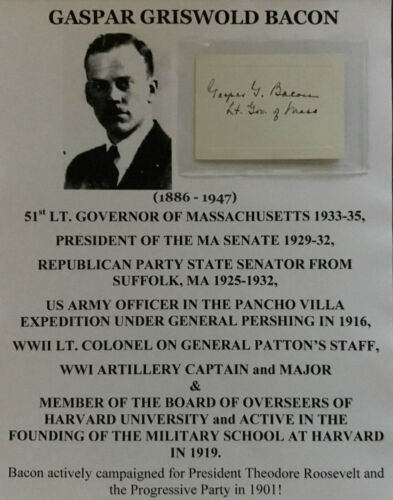 GASPAR GRISWOLD BACON
Gaspar G. Bacon
Lt. Gov. of Mass
(1886 - 1947)
51st LT. GOVERNOR OF MASSACHUSETTS 1933-35,
PRESIDENT OF THE MA SENATE 1929-32,
REPUBLICAN PARTY STATE SENATOR FROM
SUFFOLK, MA 1925-1932,
US ARMY OFFICER IN THE PANCHO VILLA
EXPEDITION UNDER GENERAL PERSHING IN 1916,
WWII LT. COLONEL ON GENERAL PATTON'S STAFF,
WWI ARTILLERY CAPTAIN and MAJOR
&
MEMBER OF THE BOARD OF OVERSEERS OF
HARVARD UNIVERSITY and ACTIVE IN THE
FOUNDING OF THE MILITARY SCHOOL AT HARVARD
IN 1919.
Bacon actively campaigned for President Theodore Roosevelt and
the Progressive Party in 1901!